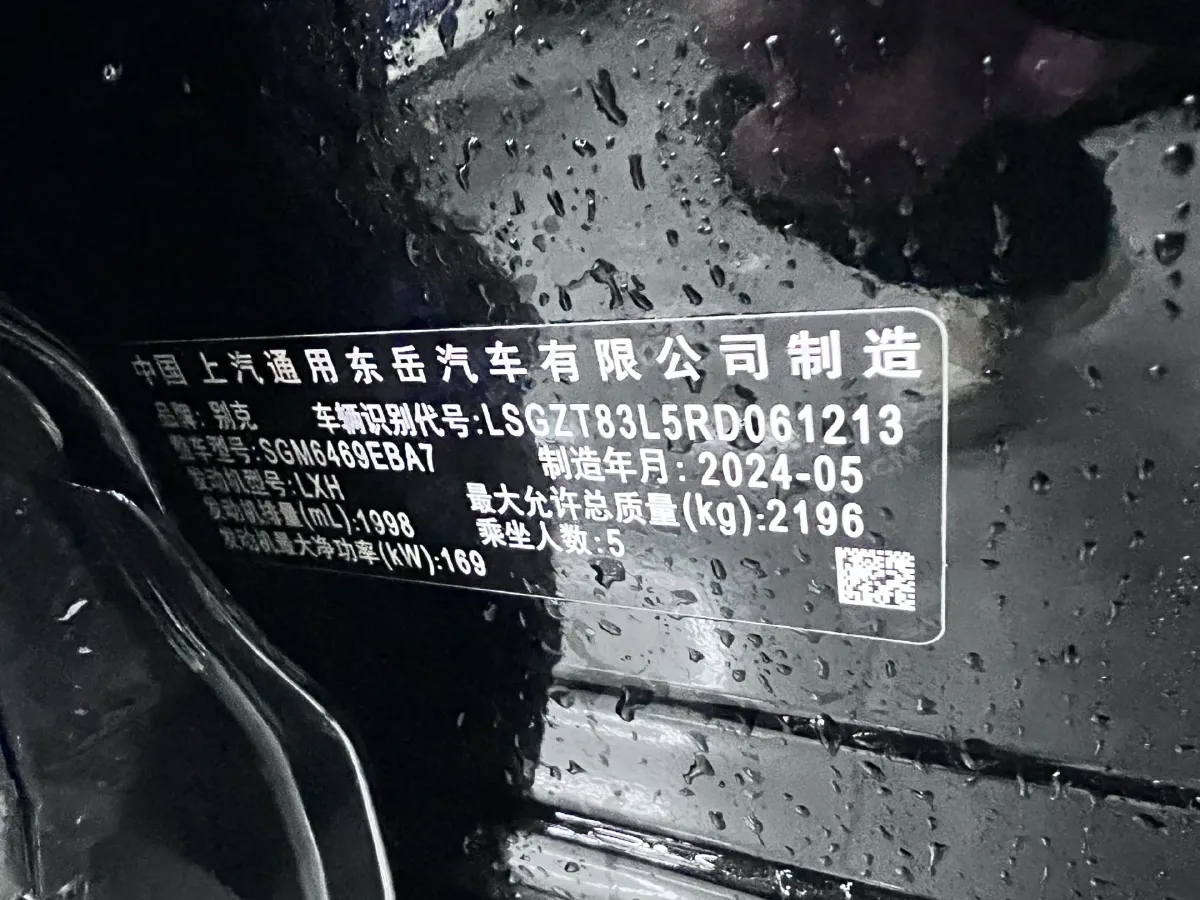 中国 上汽通用东岳汽车有限公司制造
品牌: 别克 车辆识别代号:LSGZT83L5RD061213
整车型号:SGM6469EBA7 制造年月: 2024-05
发动机型号:LXH 最大允许总质量(kg):2196
发动机排量(mL):1998 乘坐人数:5
发动机最大净功率(kW):169